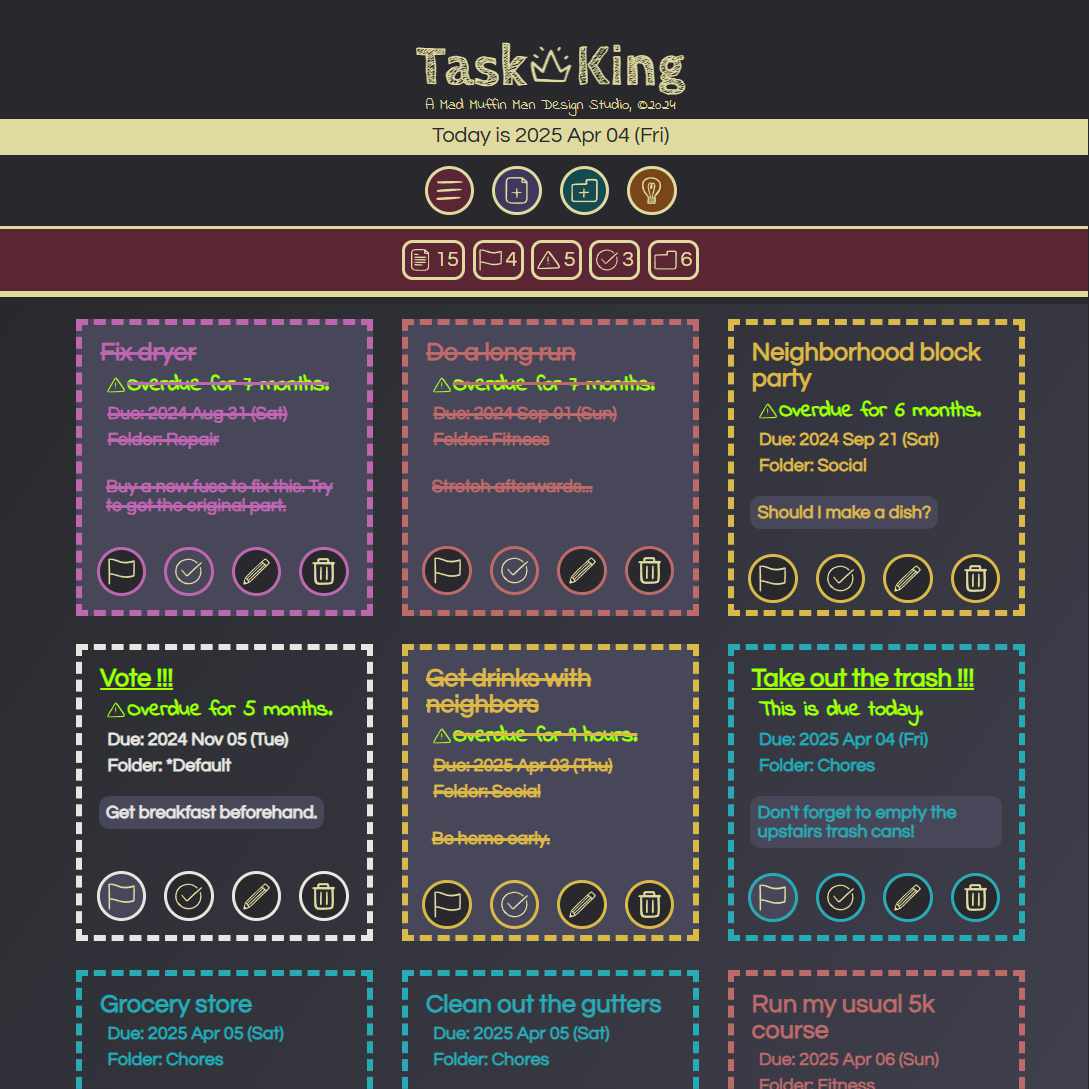 Task King
A Mad Muffin Man Design Studio, ©2024
Today is 2025 Apr 04 (Fri)
15 4 5 3 6
Fix dryer
Overdue for 7 months.
Due: 2024 Aug 31 (Sat)
Folder: Repair
Buy a new fuse to fix this. Try
to get the original part.
Do a long run
Overdue for 7 months.
Due: 2024 Sep 01 (Sun)
Folder: Fitness
Stretch afterwards...
Neighborhood block
party
Overdue for 6 months.
Due: 2024 Sep 21 (Sat)
Folder: Social
Should I make a dish?
Vote !!!
Overdue for 5 months.
Due: 2024 Nov 05 (Tue)
Folder: *Default
Get breakfast beforehand.
Get drinks with
neighbors
Overdue for 9 hours.
Due: 2025 Apr 03 (Thu)
Folder: Social
Be home early.
Take out the trash !!!
This is due today.
Due: 2025 Apr 04 (Fri)
Folder: Chores
Don't forget to empty the
upstairs trash cans!
Grocery store
Due: 2025 Apr 05 (Sat)
Folder: Chores
Clean out the gutters
Due: 2025 Apr 05 (Sat)
Folder: Chores
Run my usual 5k
course
Due: 2025 Apr 06 (Sun)
Folder: Fitness